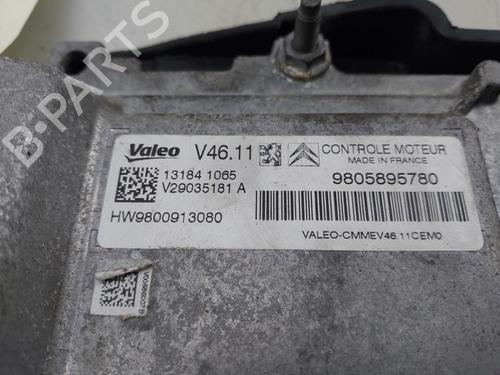 B-PARTS
Valeo V46.11
CONTROLE MOTEUR
MADE IN FRANCE
13184 1065
V29035181 A
9805895780
HW9800913080
VALEO-CMMEV46.11CEM0